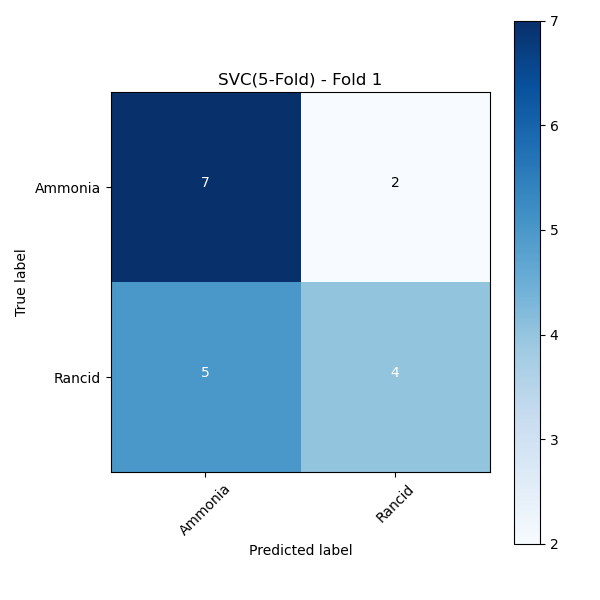 SVC(5-Fold) - Fold 1
True label
Ammonia
7
2
Rancid
5
4
Ammonia
Rancid
Predicted label
7
6
5
4
3
2